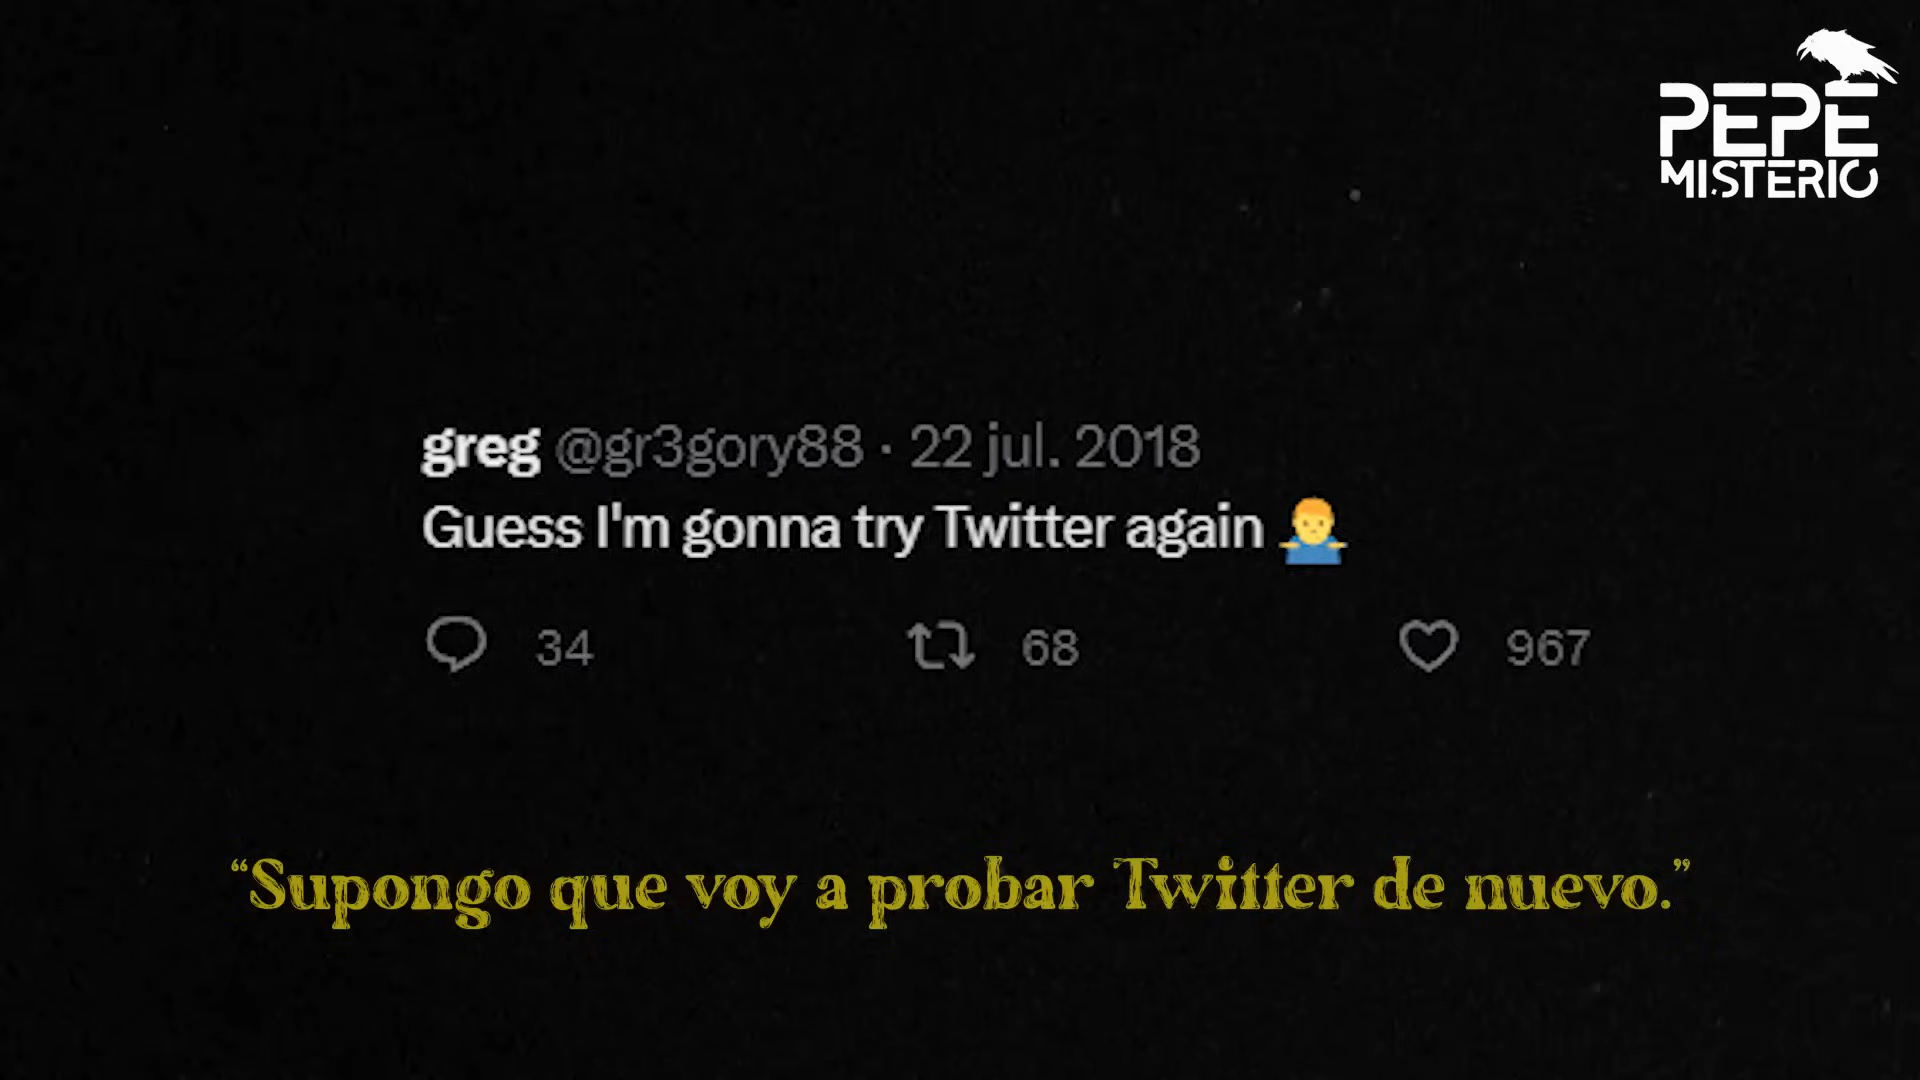 PEPE
MISTERIO
greg @gr3gory88 · 22 jul. 2018
Guess I'm gonna try Twitter again 🤷‍♂️
34 68 967
“Supongo que voy a probar Twitter de nuevo.”